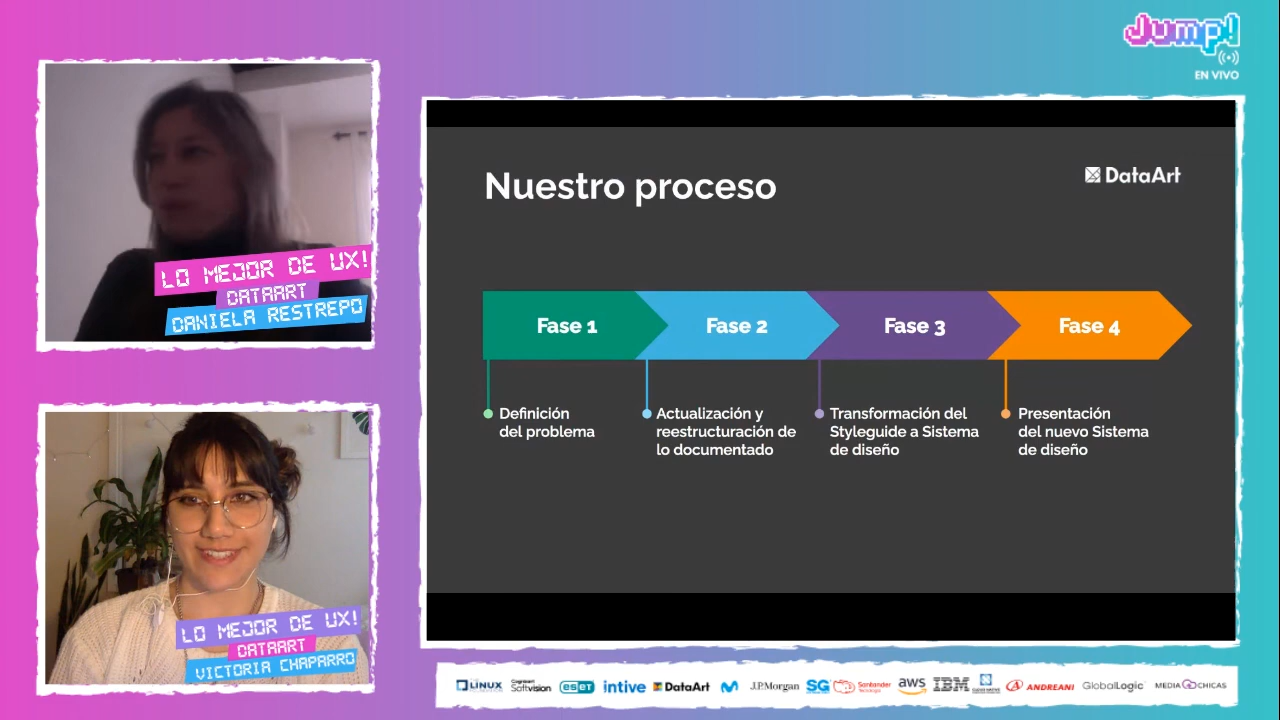 Jump!
EN VIVO
LO MEJOR DE UX!
DATAART
DANIELA RESTREPO
Nuestro proceso
DataArt
Fase 1
Fase 2
Fase 3
Fase 4
Definición
del problema
Actualización y
reestructuración de
lo documentado
Transformación del
Styleguide a Sistema
de diseño
Presentación
del nuevo Sistema
de diseño
LO MEJOR DE UX!
DATAART
VICTORIA CHAPARRO
LINUX Cognizant Softvision eset intive DataArt J.P.Morgan SG Santander Tecnología aws IBM ANDREANI GlobalLogic MEDIA CHICAS